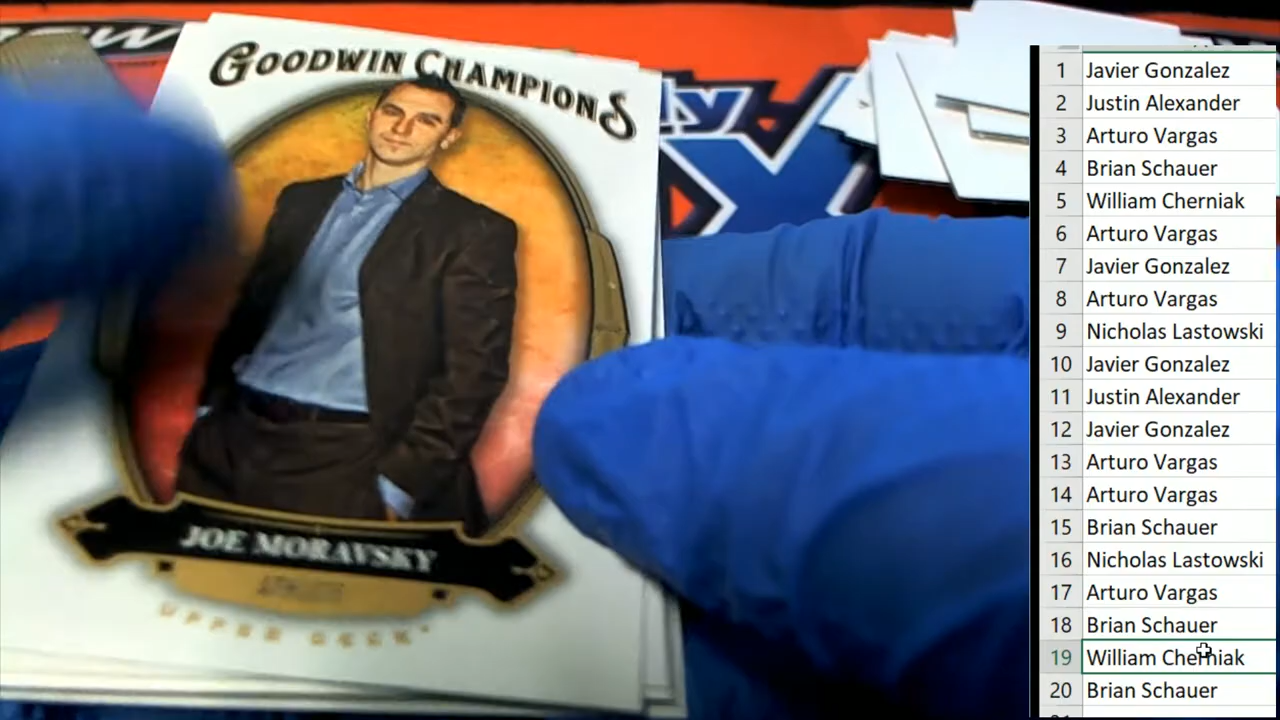 GOODWIN CHAMPIONS
JOE MORAVSKY
UPPER DECK
1 Javier Gonzalez
2 Justin Alexander
3 Arturo Vargas
4 Brian Schauer
5 William Cherniak
6 Arturo Vargas
7 Javier Gonzalez
8 Arturo Vargas
9 Nicholas Lastowski
10 Javier Gonzalez
11 Justin Alexander
12 Javier Gonzalez
13 Arturo Vargas
14 Arturo Vargas
15 Brian Schauer
16 Nicholas Lastowski
17 Arturo Vargas
18 Brian Schauer
19 William Cherniak
20 Brian Schauer